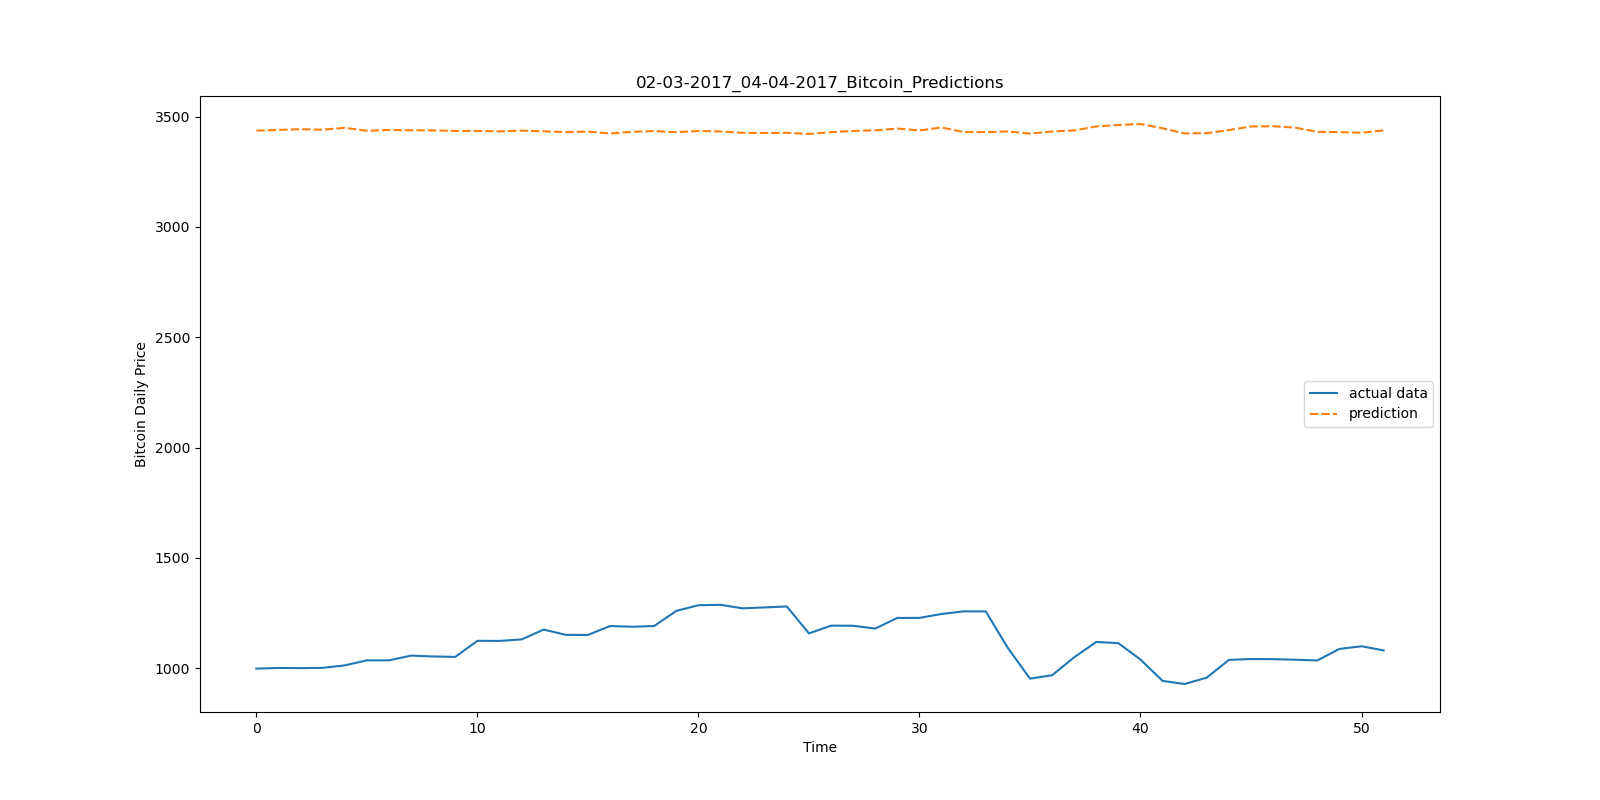 02-03-2017_04-04-2017_Bitcoin_Predictions
3500
3000
2500
2000
1500
1000
Bitcoin Daily Price
actual data
prediction
0 10 20 30 40 50
Time